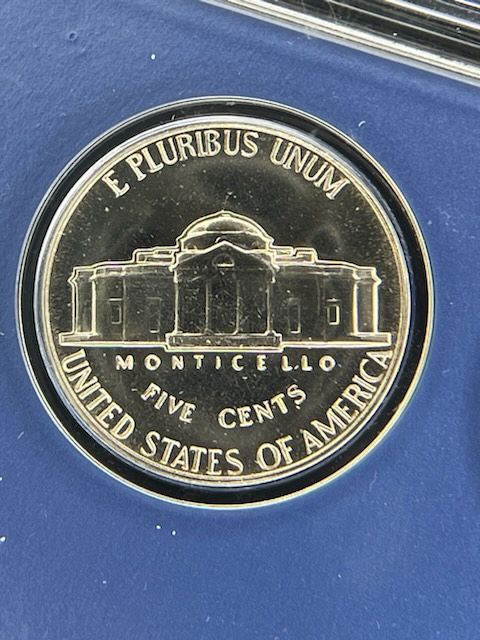 E PLURIBUS UNUM
MONTICELLO
FIVE CENTS
UNITED STATES OF AMERICA